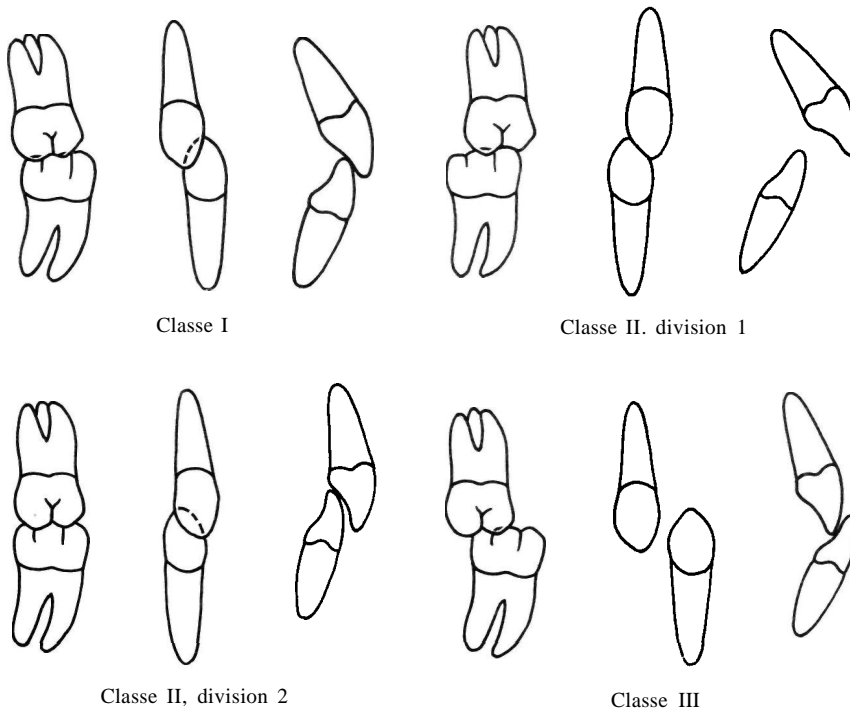 Classe I
Classe II. division 1
Classe II, division 2
Classe III